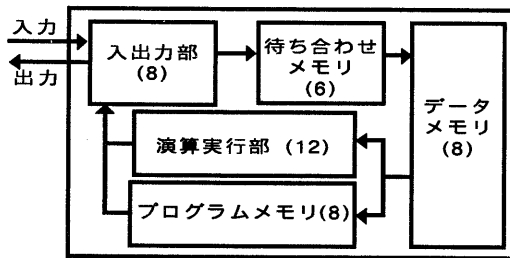 入力
出力
入出力部
(8)
待ち合わせ
メモリ
(6)
データ
メモリ
(8)
演算実行部 (12)
プログラムメモリ(8)